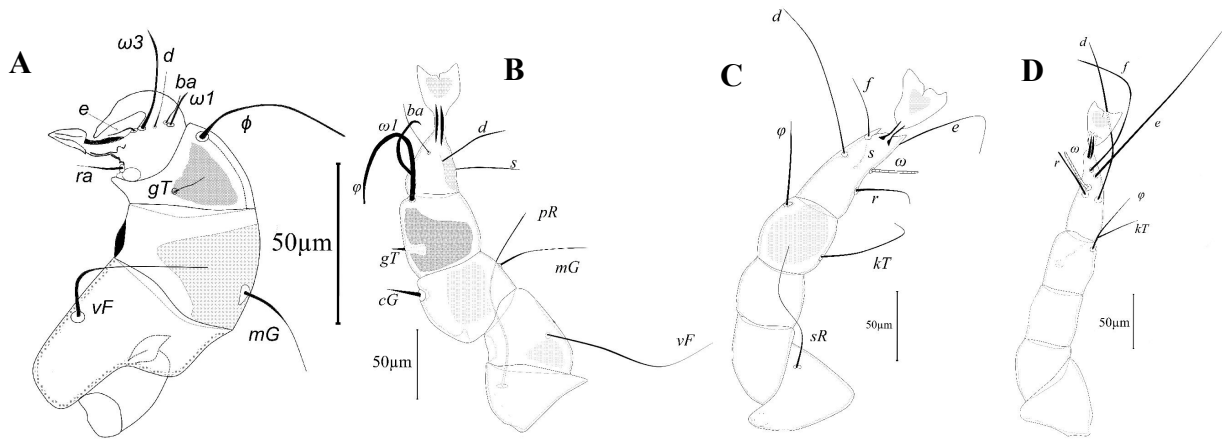 A
ω3
d
ba
ω1
e
ϕ
ra
gT
50µm
vF
mG
B
ω1
ba
d
s
φ
pR
gT
mG
cG
50µm
vF
C
d
f
φ
e
s
ω
r
kT
50µm
sR
D
d
f
e
ω
r
φ
kT
50µm